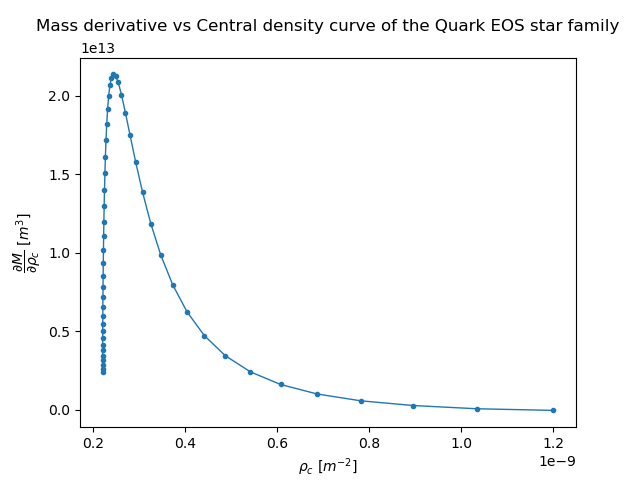 Mass derivative vs Central density curve of the Quark EOS star family
1e13
2.0
1.5
1.0
0.5
0.0
∂M/∂ρc [m³]
0.2 0.4 0.6 0.8 1.0 1.2
1e−9
ρc [m⁻²]